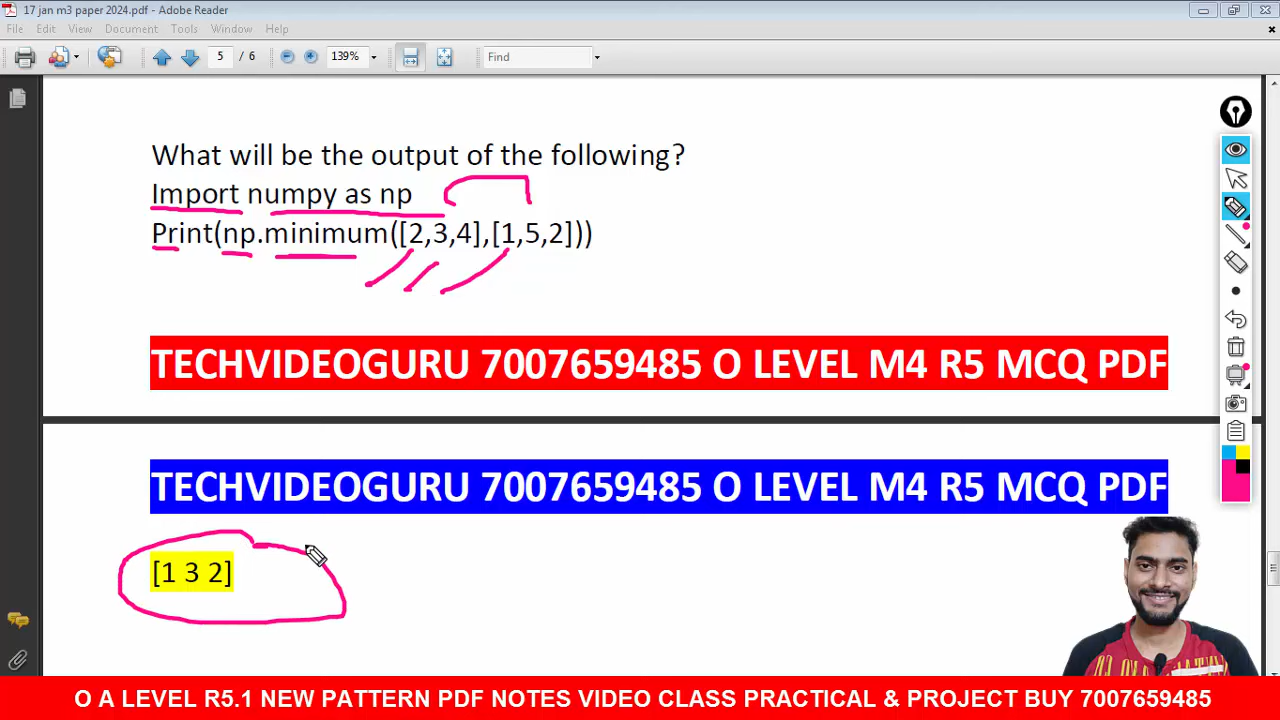 17 jan m3 paper 2024.pdf - Adobe Reader
File Edit View Document Tools Window Help
5 / 6 139% Find
What will be the output of the following?
Import numpy as np
Print(np.minimum([2,3,4],[1,5,2]))
TECHVIDEOGURU 7007659485 O LEVEL M4 R5 MCQ PDF
TECHVIDEOGURU 7007659485 O LEVEL M4 R5 MCQ PDF
[1 3 2]
O A LEVEL R5.1 NEW PATTERN PDF NOTES VIDEO CLASS PRACTICAL & PROJECT BUY 7007659485